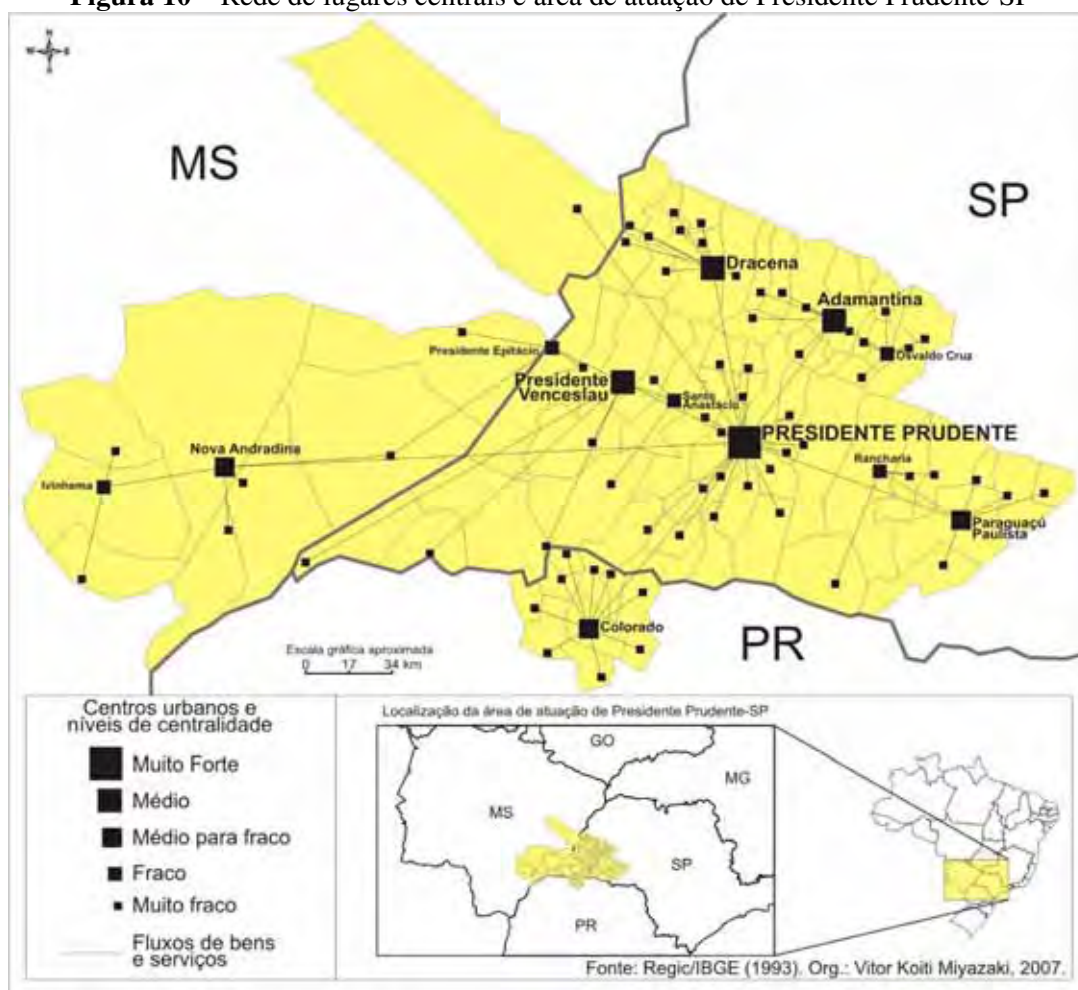 Figura 10 – Rede de lugares centrais e área de atuação de Presidente Prudente-SP
N
W
E
S
MS
SP
Dracena
Adamantina
Osvaldo Cruz
Presidente Epitácio
Presidente
Venceslau
Santo
Anastácio
PRESIDENTE PRUDENTE
Nova Andradina
Ivinhema
Rancharia
Paraguaçú
Paulista
Colorado
PR
Escala gráfica aproximada
0 17 34 km
Centros urbanos e
níveis de centralidade
Muito Forte
Médio
Médio para fraco
Fraco
Muito fraco
Fluxos de bens
e serviços
Localização da área de atuação de Presidente Prudente-SP
GO
MG
MS
SP
PR
Fonte: Regic/IBGE (1993). Org.: Vitor Koiti Miyazaki, 2007.